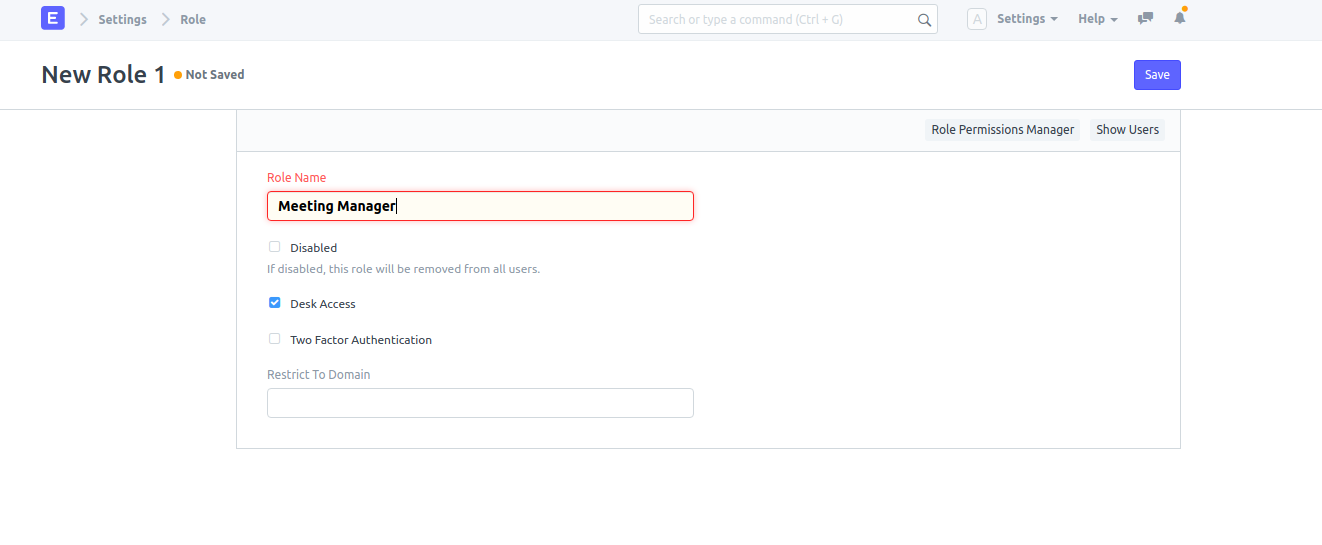 E Settings Role Search or type a command (Ctrl + G) A Settings Help
New Role 1 Not Saved Save
Role Permissions Manager Show Users
Role Name
Meeting Manager
Disabled
If disabled, this role will be removed from all users.
Desk Access
Two Factor Authentication
Restrict To Domain